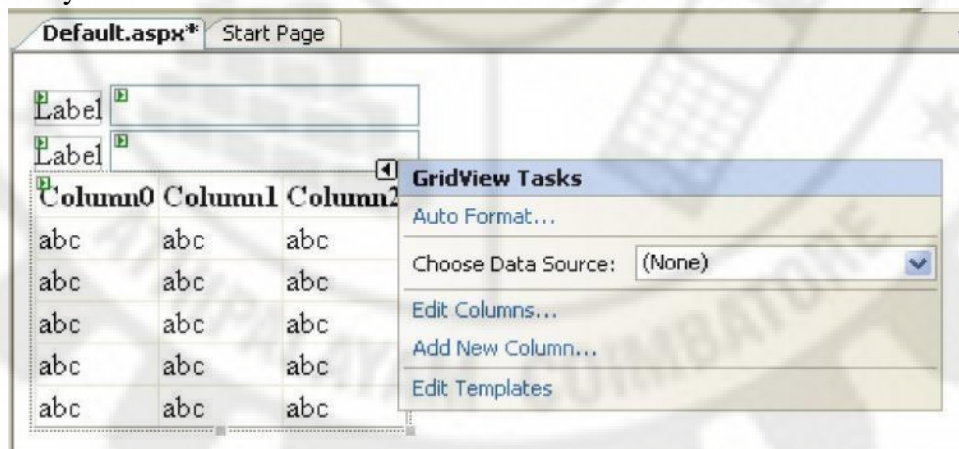 Default.aspx* Start Page
Label
Label
Column0 Column1 Column2
abc abc abc
abc abc abc
abc abc abc
abc abc abc
abc abc abc
GridView Tasks
Auto Format...
Choose Data Source: (None)
Edit Columns...
Add New Column...
Edit Templates
COIMBATORE